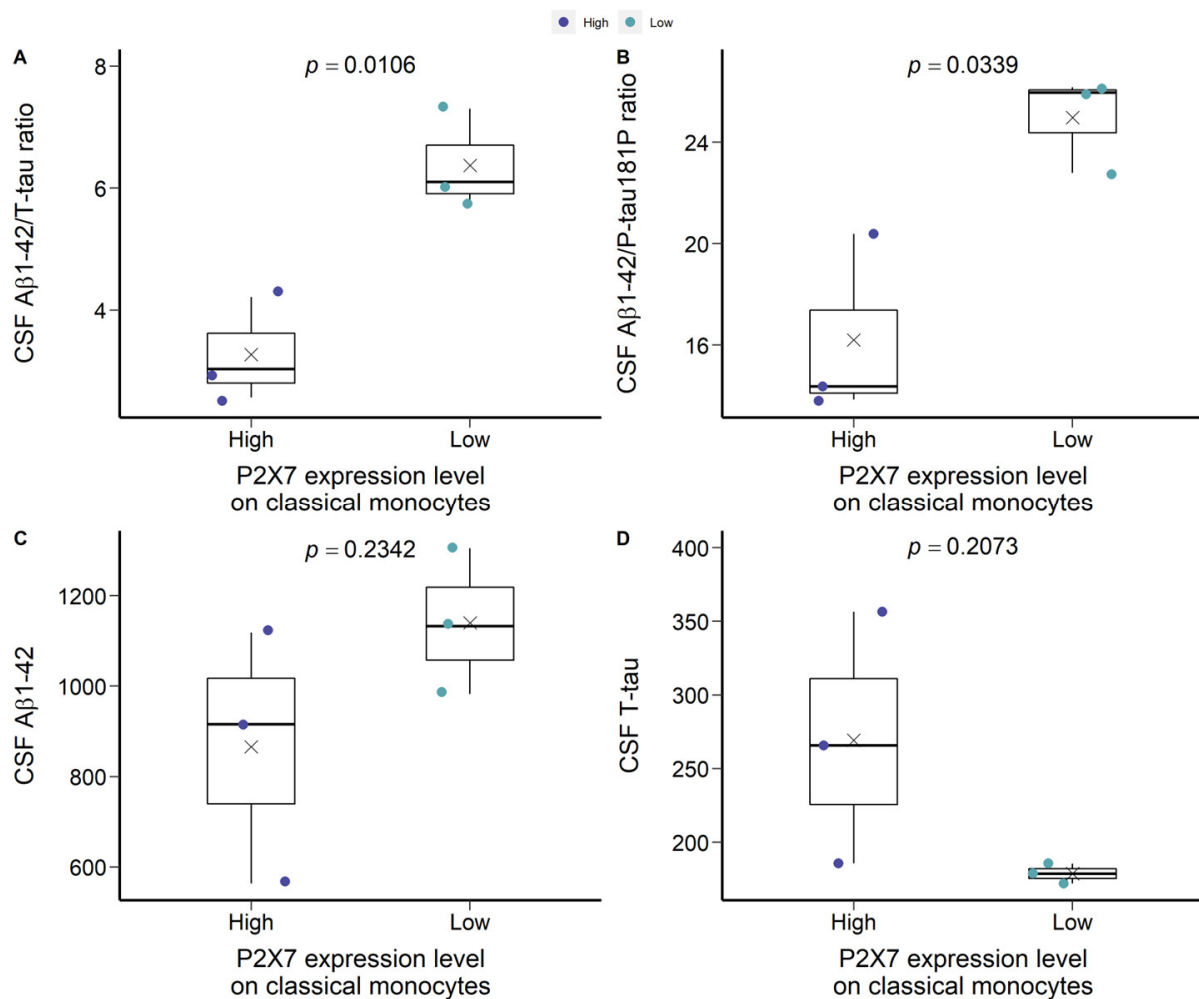 High Low
A
p = 0.0106
CSF Aβ1-42/T-tau ratio
8
6
4
High Low
P2X7 expression level
on classical monocytes
B
p = 0.0339
CSF Aβ1-42/P-tau181P ratio
24
20
16
High Low
P2X7 expression level
on classical monocytes
C
p = 0.2342
CSF Aβ1-42
1200
1000
800
600
High Low
P2X7 expression level
on classical monocytes
D
p = 0.2073
CSF T-tau
400
350
300
250
200
High Low
P2X7 expression level
on classical monocytes